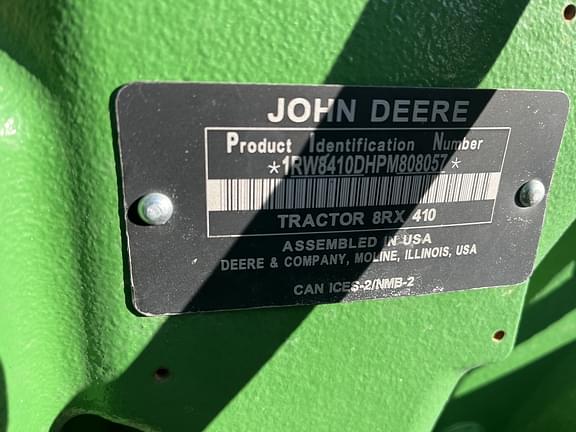 JOHN DEERE
Product Identification Number
*1RW8410DHPM808057*
TRACTOR 8RX 410
ASSEMBLED IN USA
DEERE & COMPANY, MOLINE, ILLINOIS, USA
CAN ICES-2/NMB-2